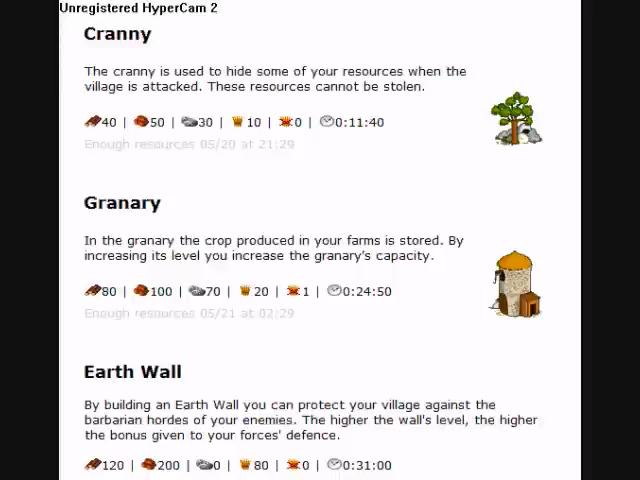 Unregistered HyperCam 2
Cranny
The cranny is used to hide some of your resources when the
village is attacked. These resources cannot be stolen.
40 | 50 | 30 | 10 | 0 | 0:11:40
Enough resources 05/20 at 21:29
Granary
In the granary the crop produced in your farms is stored. By
increasing its level you increase the granary's capacity.
80 | 100 | 70 | 20 | 1 | 0:24:50
Enough resources 05/21 at 02:29
Earth Wall
By building an Earth Wall you can protect your village against the
barbarian hordes of your enemies. The higher the wall's level, the higher
the bonus given to your forces' defence.
120 | 200 | 0 | 80 | 0 | 0:31:00